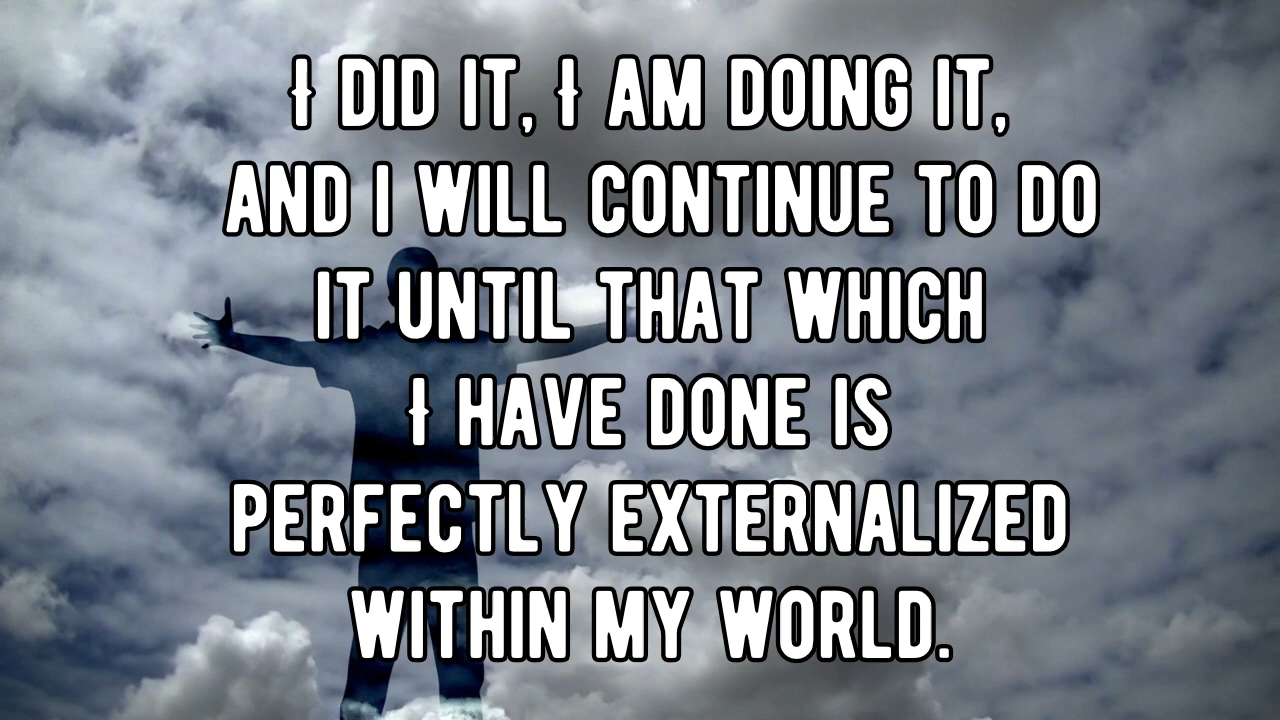 I DID IT, I AM DOING IT,
AND I WILL CONTINUE TO DO
IT UNTIL THAT WHICH
I HAVE DONE IS
PERFECTLY EXTERNALIZED
WITHIN MY WORLD.